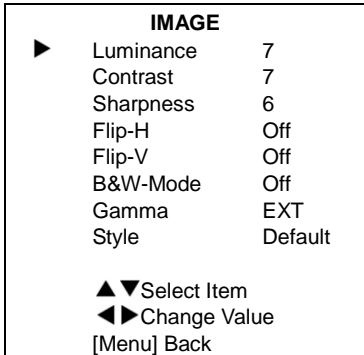 IMAGE
▶ Luminance 7
Contrast 7
Sharpness 6
Flip-H Off
Flip-V Off
B&W-Mode Off
Gamma EXT
Style Default
▲▼Select Item
◀▶Change Value
[Menu] Back